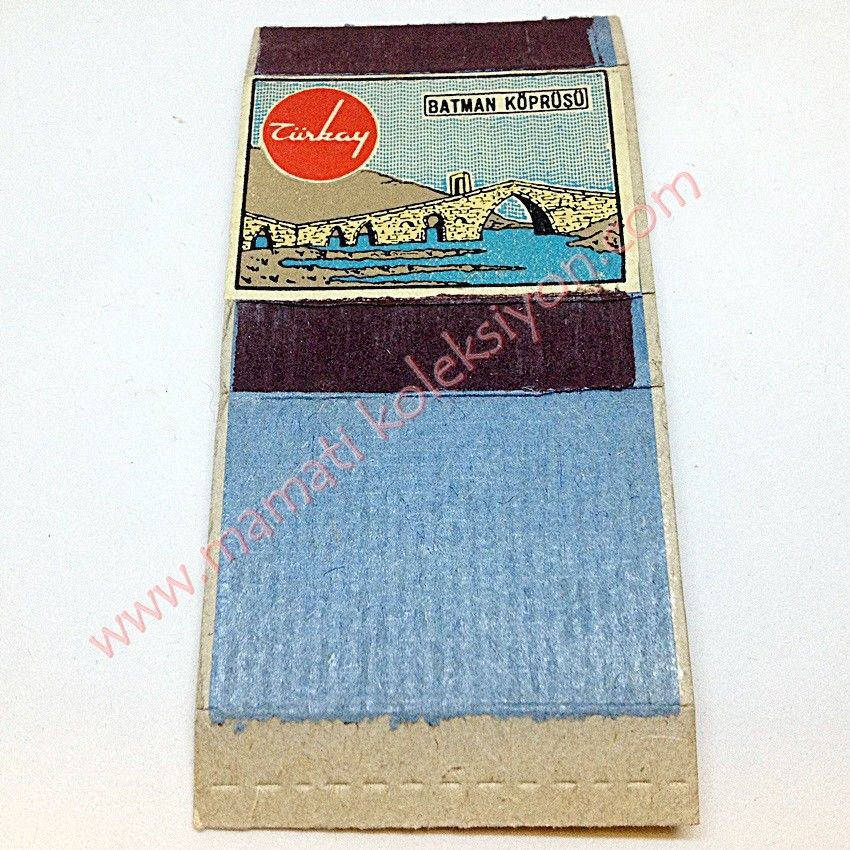 Türkay
BATMAN KÖPRÜSÜ
www.mamati koleksiyon.com